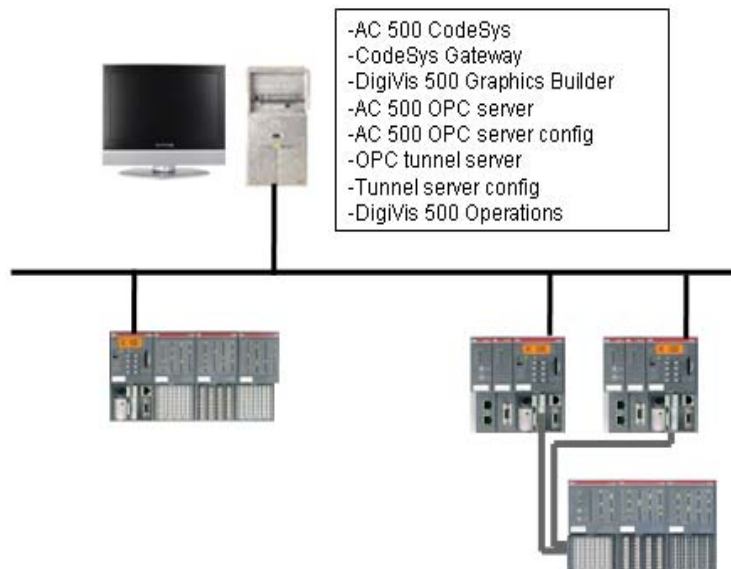 -AC 500 CodeSys
-CodeSys Gateway
-DigiVis 500 Graphics Builder
-AC 500 OPC server
-AC 500 OPC server config
-OPC tunnel server
-Tunnel server config
-DigiVis 500 Operations